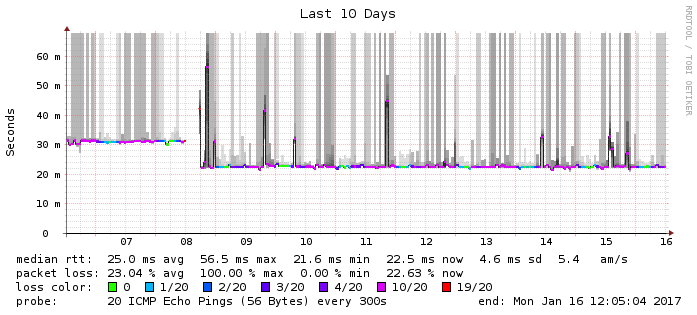 Last 10 Days
RRDTOOL / TOBI OETIKER
Seconds
60 m
50 m
40 m
30 m
20 m
10 m
0
07 08 09 10 11 12 13 14 15 16
median rtt: 25.0 ms avg 56.5 ms max 21.6 ms min 22.5 ms now 4.6 ms sd 5.4 am/s
packet loss: 23.04 % avg 100.00 % max 0.00 % min 22.63 % now
loss color: 0 1/20 2/20 3/20 4/20 10/20 19/20
probe: 20 ICMP Echo Pings (56 Bytes) every 300s end: Mon Jan 16 12:05:04 2017